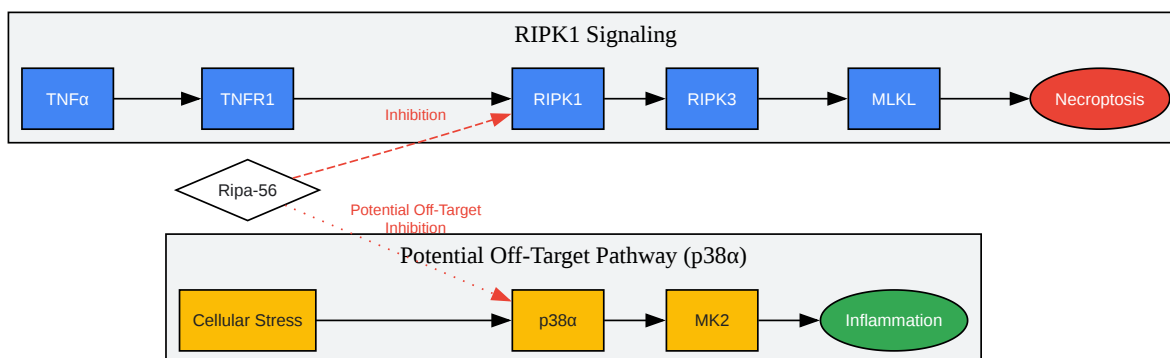 RIPK1 Signaling
TNFα
TNFR1
RIPK1
RIPK3
MLKL
Necroptosis
Inhibition
Ripa-56
Potential Off-Target
Inhibition
Potential Off-Target Pathway (p38α)
Cellular Stress
p38α
MK2
Inflammation